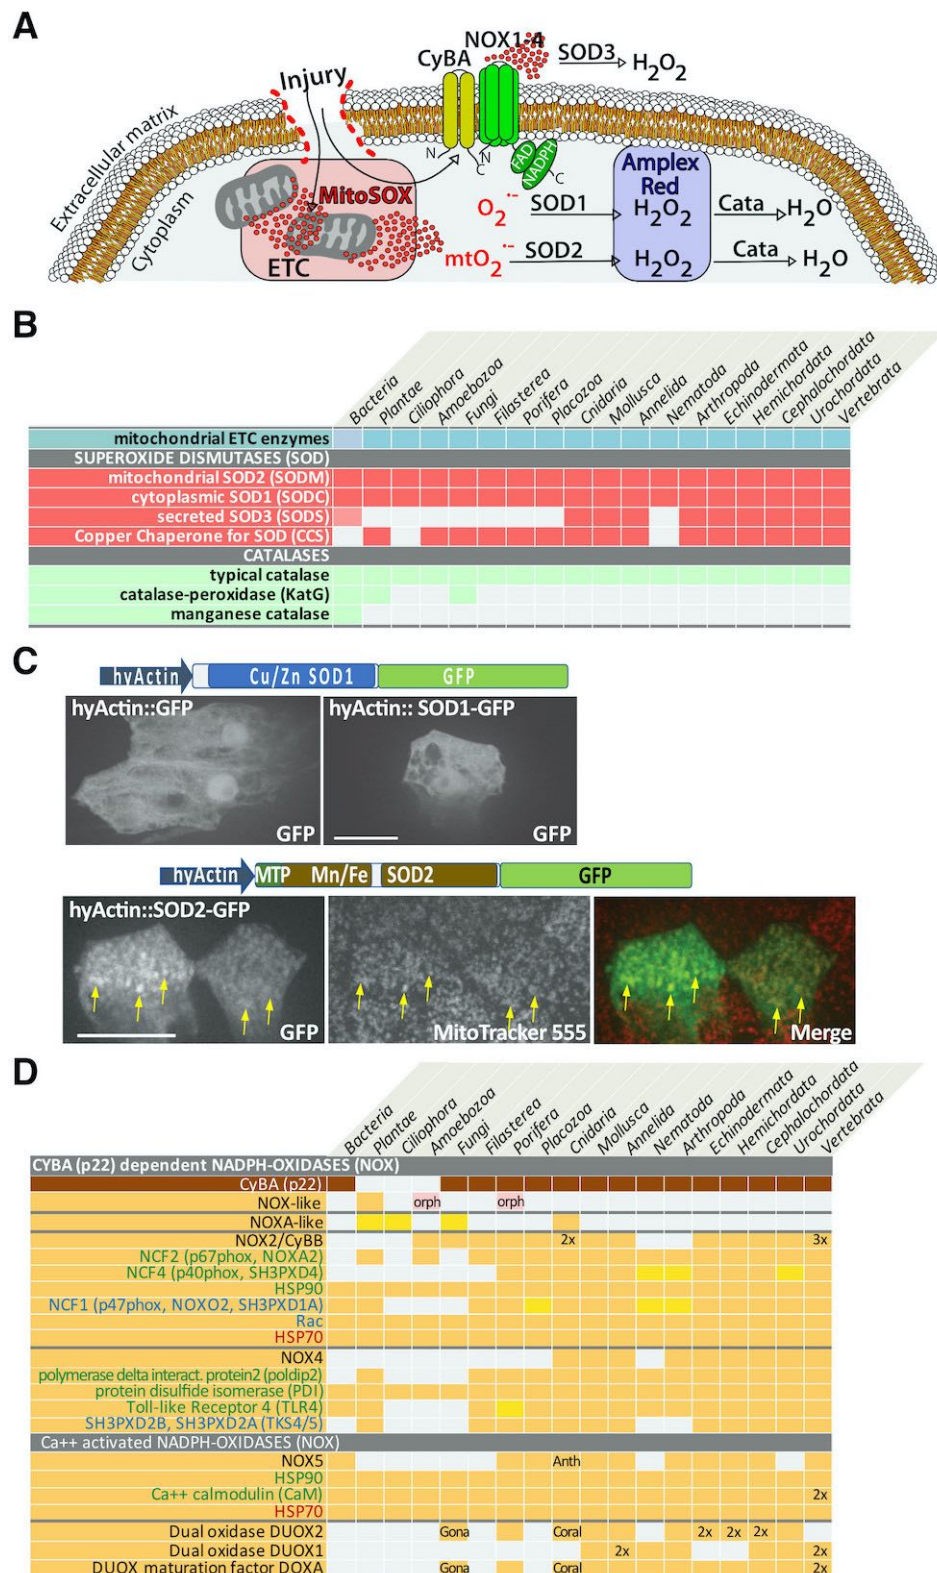 A
NOX1-4
CyBA
SOD3
H2O2
Injury
Extracellular matrix
Cytoplasm
N
N
C
FAD
NADPH
C
MitoSOX
ETC
Amplex
Red
O2·-
SOD1
H2O2
Cata
H2O
mtO2·-
SOD2
H2O2
Cata
H2O
B
Bacteria
Plantae
Ciliophora
Amoebozoa
Fungi
Filasterea
Porifera
Placozoa
Cnidaria
Mollusca
Annelida
Nematoda
Arthropoda
Echinodermata
Hemichordata
Cephalochordata
Urochordata
Vertebrata
mitochondrial ETC enzymes
SUPEROXIDE DISMUTASES (SOD)
mitochondrial SOD2 (SODM)
cytoplasmic SOD1 (SODC)
secreted SOD3 (SODS)
Copper Chaperone for SOD (CCS)
CATALASES
typical catalase
catalase-peroxidase (KatG)
manganese catalase
C
hyActin Cu/Zn SOD1 GFP
hyActin::GFP
GFP
hyActin:: SOD1-GFP
GFP
hyActin MTP Mn/Fe SOD2 GFP
hyActin::SOD2-GFP
GFP
MitoTracker 555
Merge
D
Bacteria
Plantae
Ciliophora
Amoebozoa
Fungi
Filasterea
Porifera
Placozoa
Cnidaria
Mollusca
Annelida
Nematoda
Arthropoda
Echinodermata
Hemichordata
Cephalochordata
Urochordata
Vertebrata
CYBA (p22) dependent NADPH-OXIDASES (NOX)
CyBA (p22)
NOX-like orph orph
NOXA-like
NOX2/CyBB 2x 3x
NCF2 (p67phox, NOXA2)
NCF4 (p40phox, SH3PXD4)
HSP90
NCF1 (p47phox, NOXO2, SH3PXD1A)
Rac
HSP70
NOX4
polymerase delta interact. protein2 (poldip2)
protein disulfide isomerase (PDI)
Toll-like Receptor 4 (TLR4)
SH3PXD2B, SH3PXD2A (TKS4/5)
Ca++ activated NADPH-OXIDASES (NOX)
NOX5 Anth
HSP90
Ca++ calmodulin (CaM) 2x
HSP70
Dual oxidase DUOX2 Gona Coral 2x 2x 2x
Dual oxidase DUOX1 2x 2x
DUOX maturation factor DOXA Gona Coral 2x